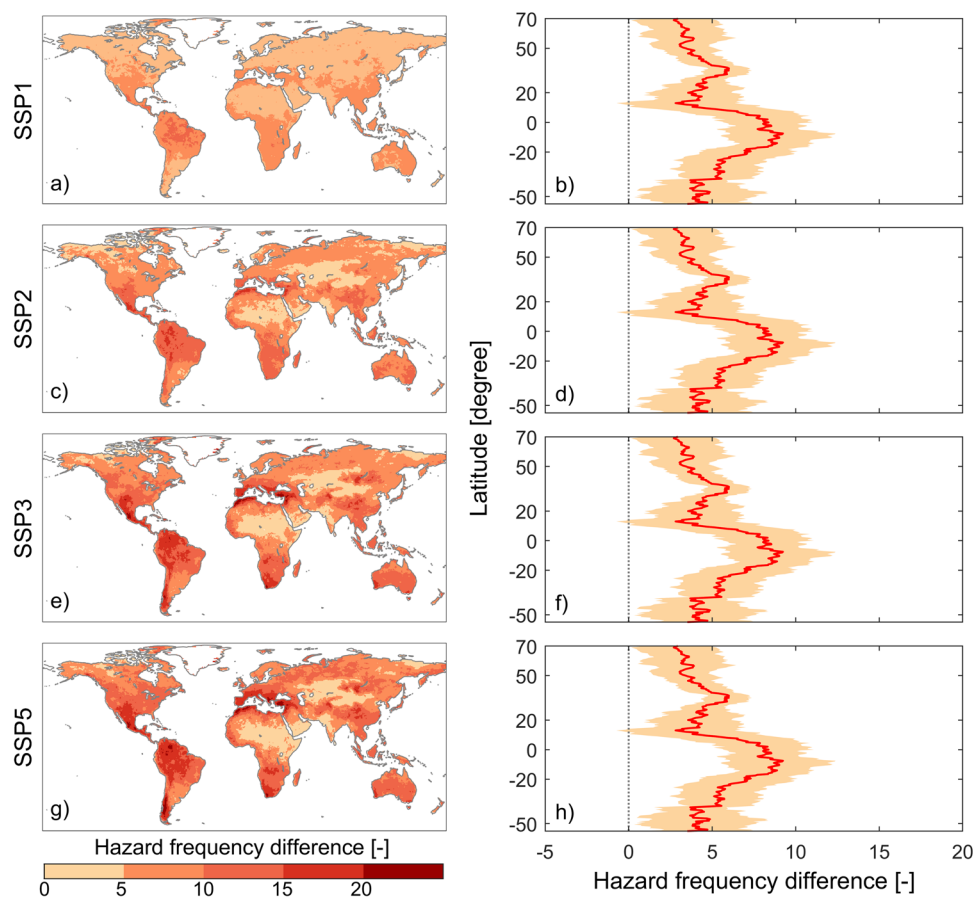 SSP1
a)
70
50
20
0
-20
-50
b)
SSP2
c)
70
50
20
0
-20
-50
d)
Latitude [degree]
SSP3
e)
70
50
20
0
-20
-50
f)
SSP5
g)
70
50
20
0
-20
-50
h)
-5 0 5 10 15 20
Hazard frequency difference [-]
Hazard frequency difference [-]
0 5 10 15 20